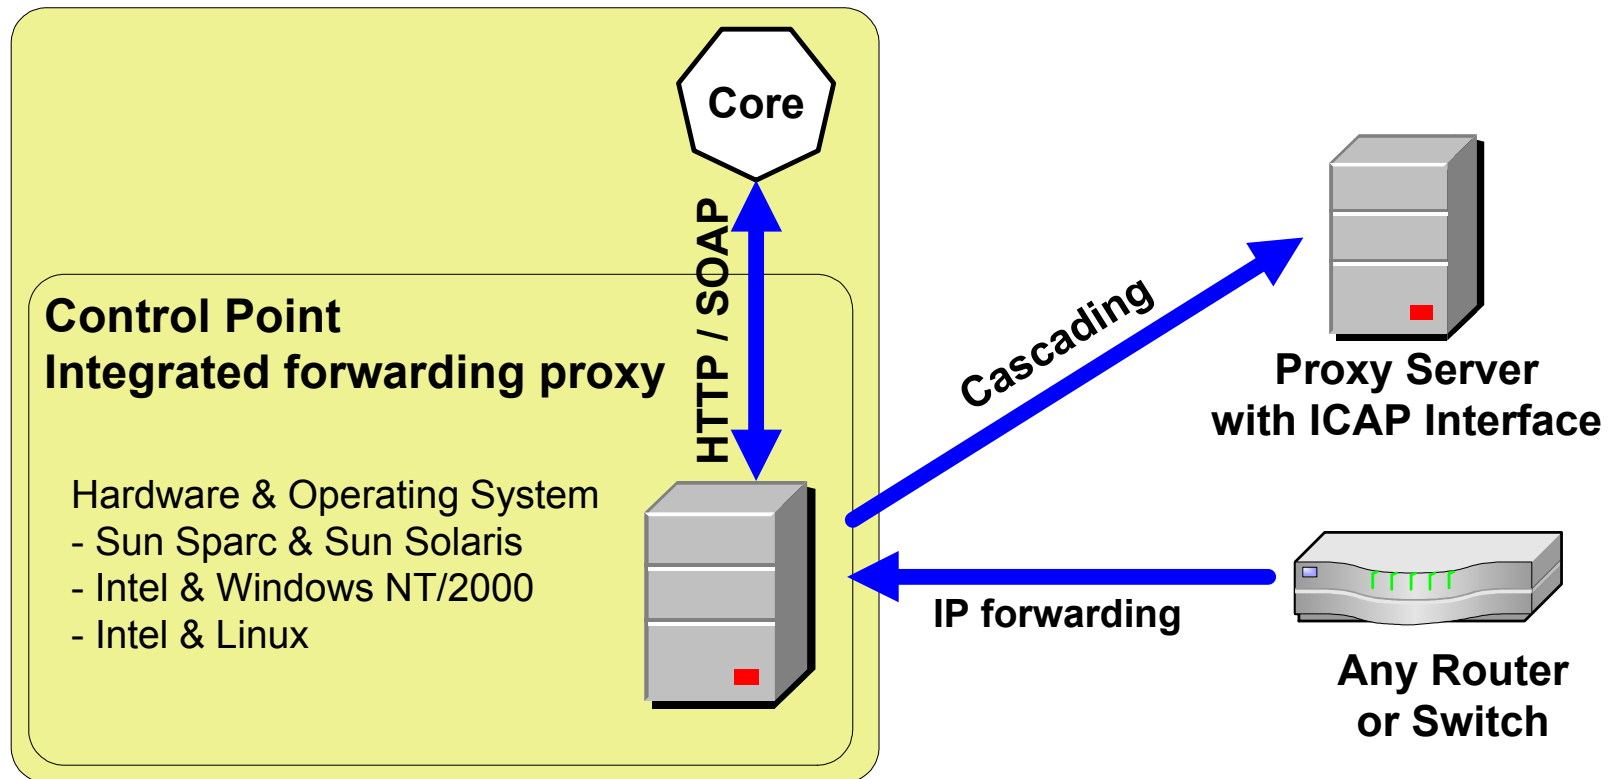 Core
HTTP / SOAP
Control Point
Integrated forwarding proxy
Hardware & Operating System
- Sun Sparc & Sun Solaris
- Intel & Windows NT/2000
- Intel & Linux
Cascading
Proxy Server
with ICAP Interface
IP forwarding
Any Router
or Switch